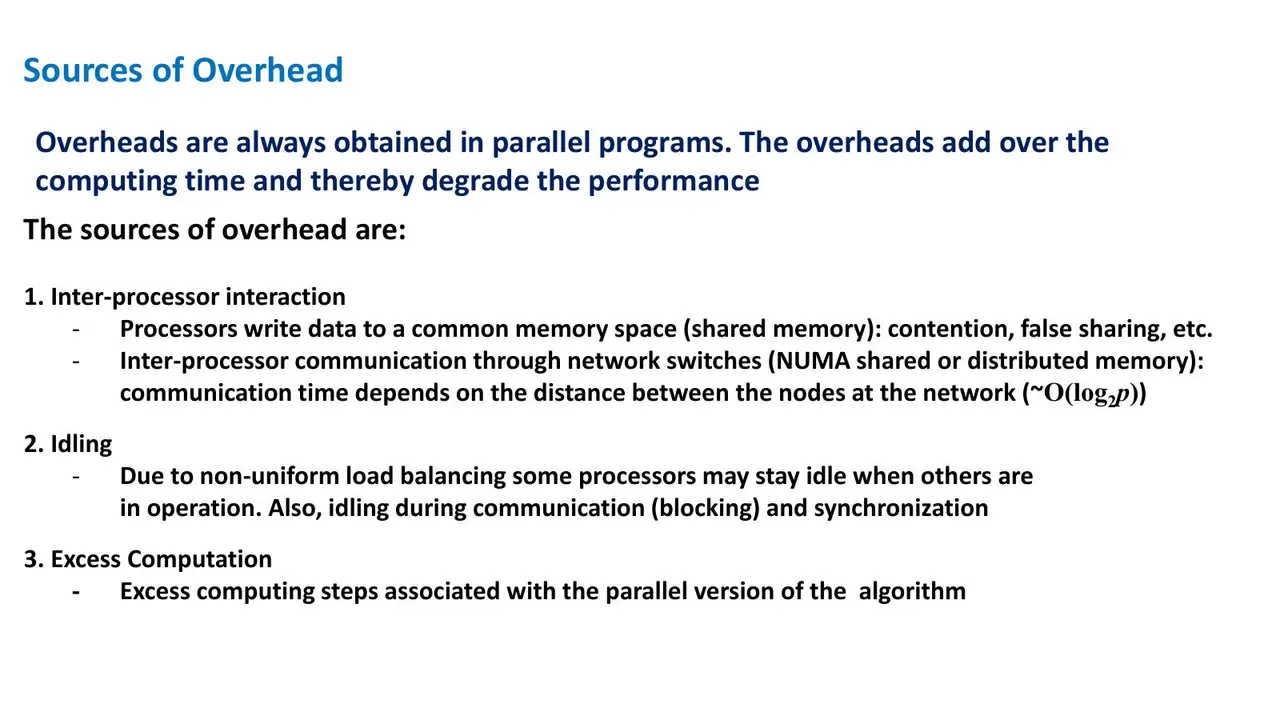 Sources of Overhead
Overheads are always obtained in parallel programs. The overheads add over the
computing time and thereby degrade the performance
The sources of overhead are:
1. Inter-processor interaction
- Processors write data to a common memory space (shared memory): contention, false sharing, etc.
- Inter-processor communication through network switches (NUMA shared or distributed memory):
communication time depends on the distance between the nodes at the network (~O(log₂p))
2. Idling
- Due to non-uniform load balancing some processors may stay idle when others are
in operation. Also, idling during communication (blocking) and synchronization
3. Excess Computation
- Excess computing steps associated with the parallel version of the algorithm